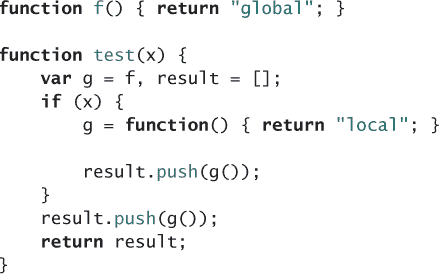 function f() { return "global"; }

function test(x) {
    var g = f, result = [];
    if (x) {
        g = function() { return "local"; }

        result.push(g());
    }
    result.push(g());
    return result;
}